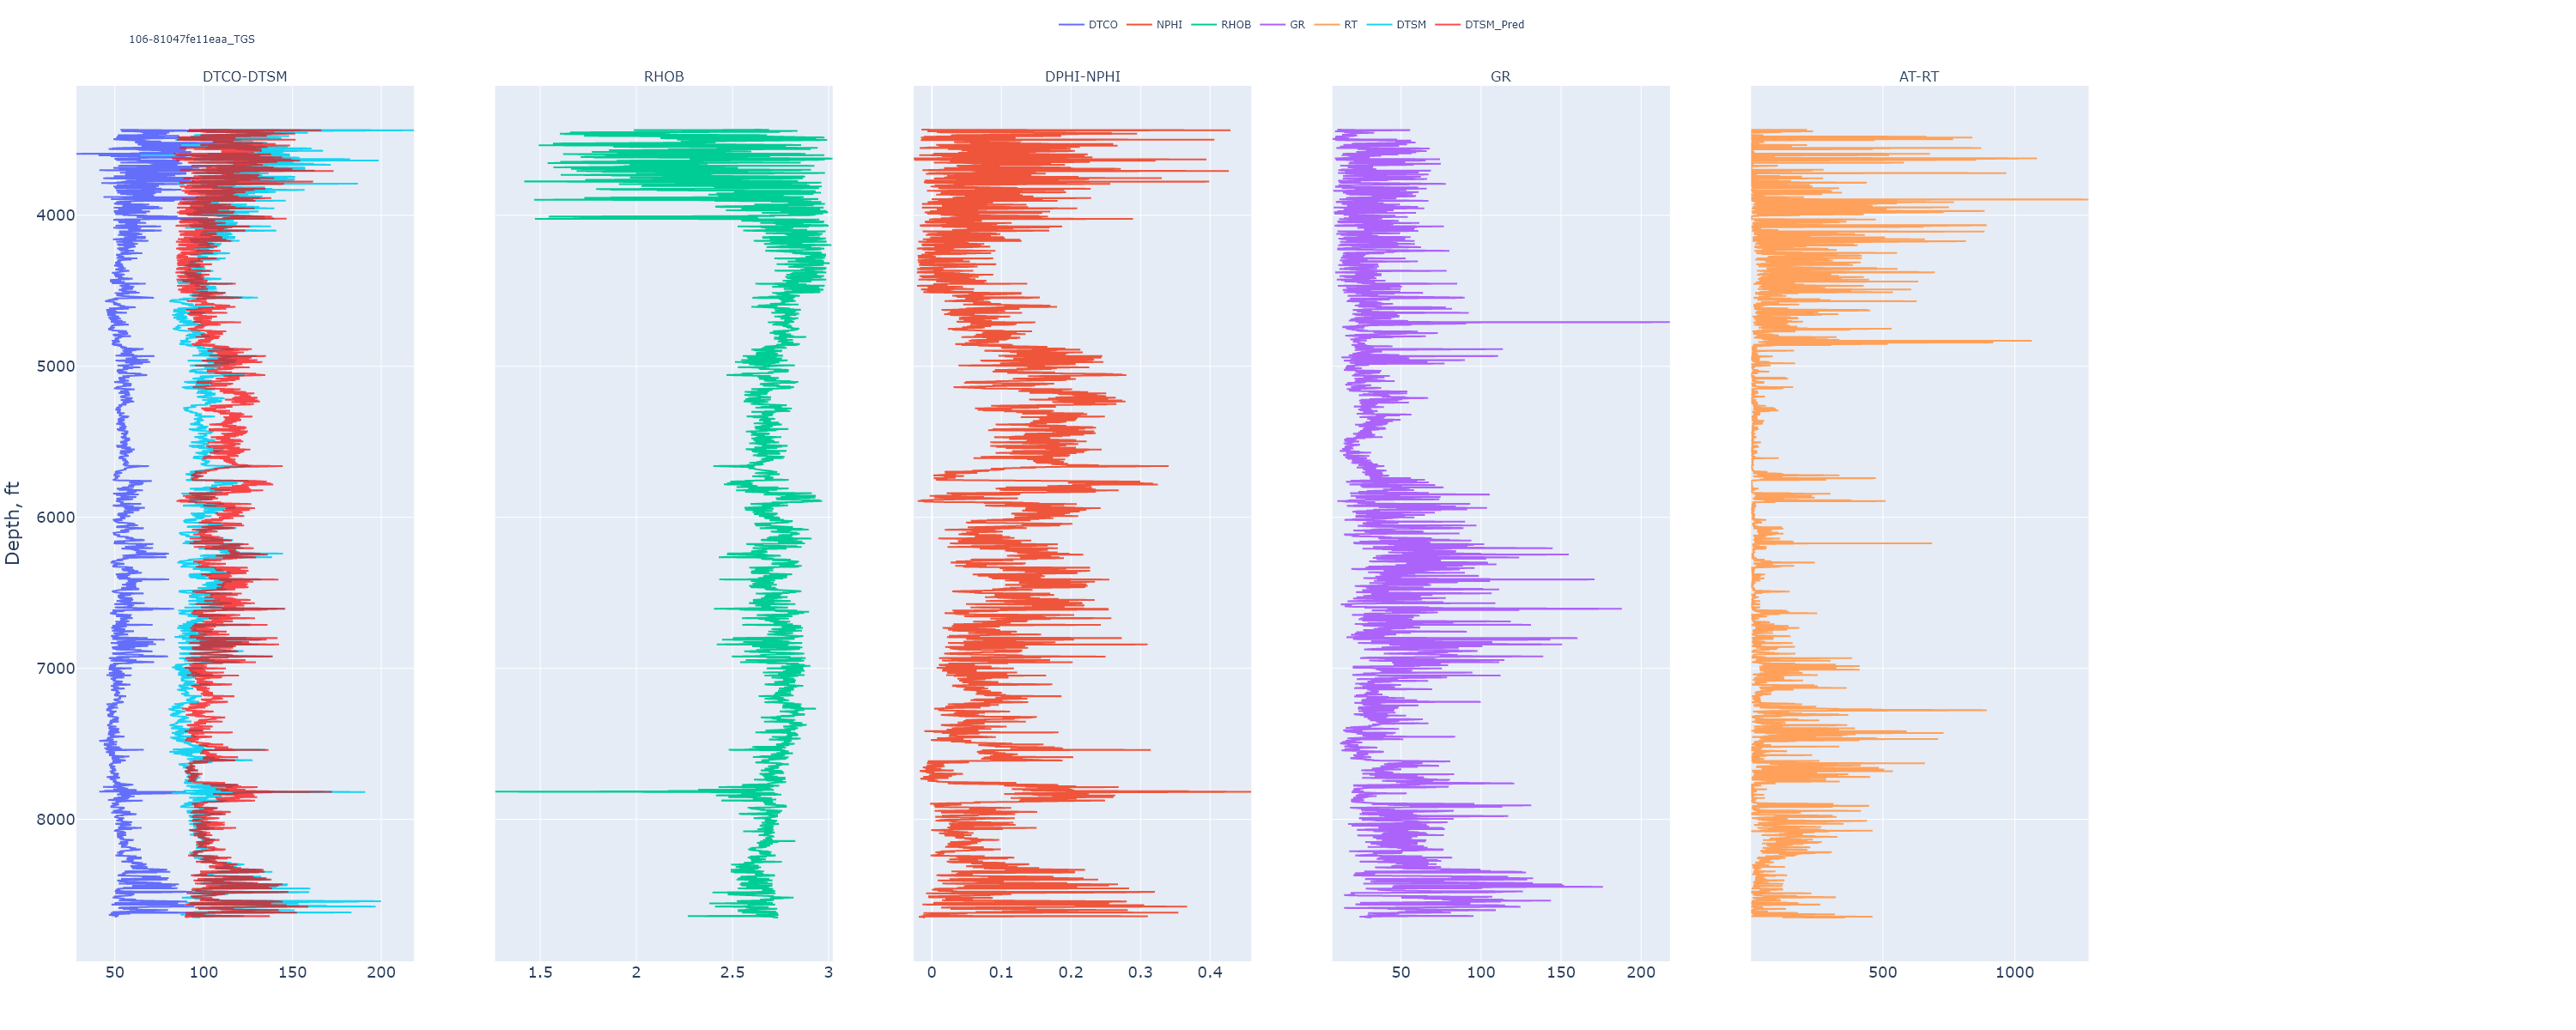 DTCO NPHI RHOB GR RT DTSM DTSM_Pred
106-81047fe11eaa_TGS
DTCO-DTSM RHOB DPHI-NPHI GR AT-RT
4000
5000
6000
7000
8000
Depth, ft
50 100 150 200 1.5 2 2.5 3 0 0.1 0.2 0.3 0.4 50 100 150 200 500 1000